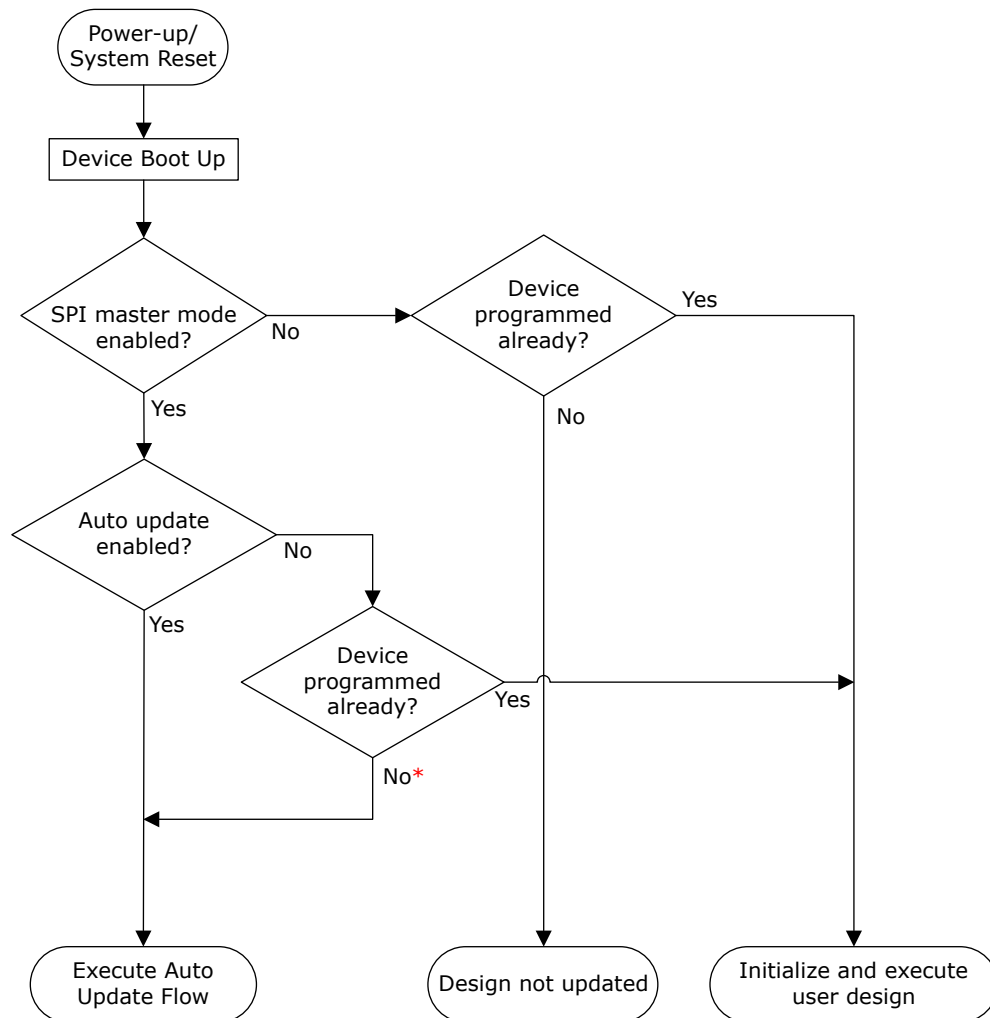 Power-up/
System Reset
Device Boot Up
SPI master mode
enabled?
No
Yes
Device
programmed
already?
Yes
No
Auto update
enabled?
No
Yes
Device
programmed
already?
Yes
No*
Execute Auto
Update Flow
Design not updated
Initialize and execute
user design